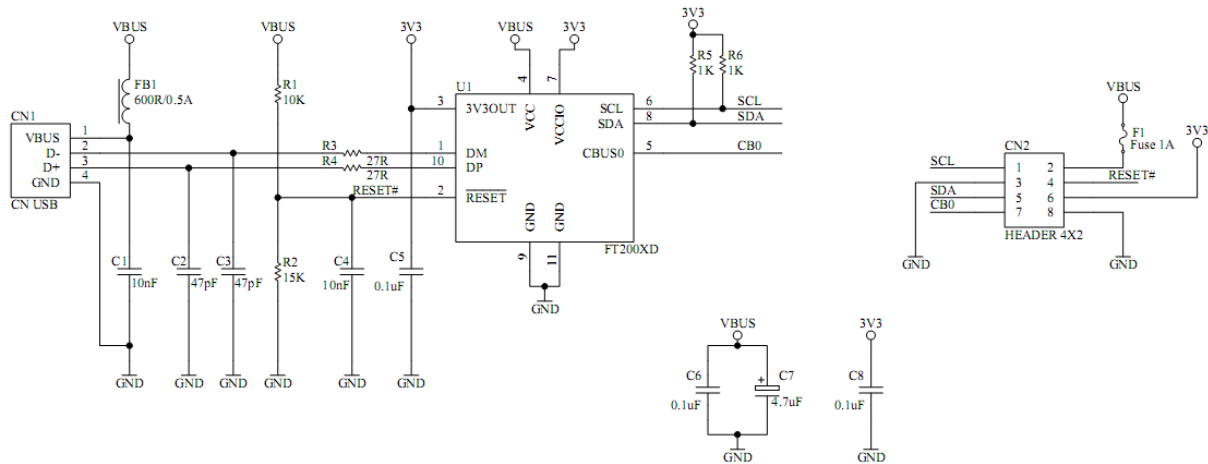 VBUS
FB1
600R/0.5A
CN1
VBUS
D-
D+
GND
1
2
3
4
CN USB
C1
10nF
GND
C2
47pF
GND
C3
47pF
GND
VBUS
R1
10K
R2
15K
GND
R3
R4
27R
27R
RESET#
C4
10nF
GND
3V3
C5
0.1uF
GND
VBUS
3V3
U1
4
7
3
1
10
2
3V3OUT
DM
DP
RESET
VCC
VCCIO
SCL
SDA
CBUS0
GND
GND
6
8
5
9
11
FT200XD
GND
3V3
R5
1K
R6
1K
SCL
SDA
CB0
VBUS
F1
Fuse 1A
3V3
CN2
SCL
SDA
CB0
1 2
3 4
5 6
7 8
RESET#
HEADER 4X2
GND
GND
VBUS
C6
0.1uF
+
C7
4.7uF
GND
3V3
C8
0.1uF
GND